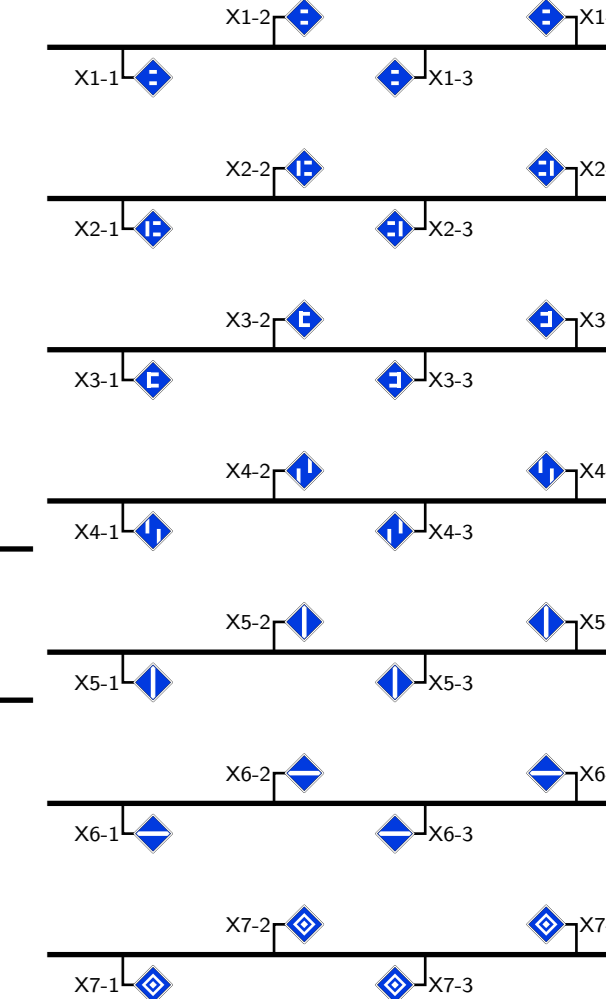 X1-2 X1-
X1-1 X1-3
X2-2 X2
X2-1 X2-3
X3-2 X3
X3-1 X3-3
X4-2 X4
X4-1 X4-3
X5-2 X5
X5-1 X5-3
X6-2 X6
X6-1 X6-3
X7-2 X7-
X7-1 X7-3